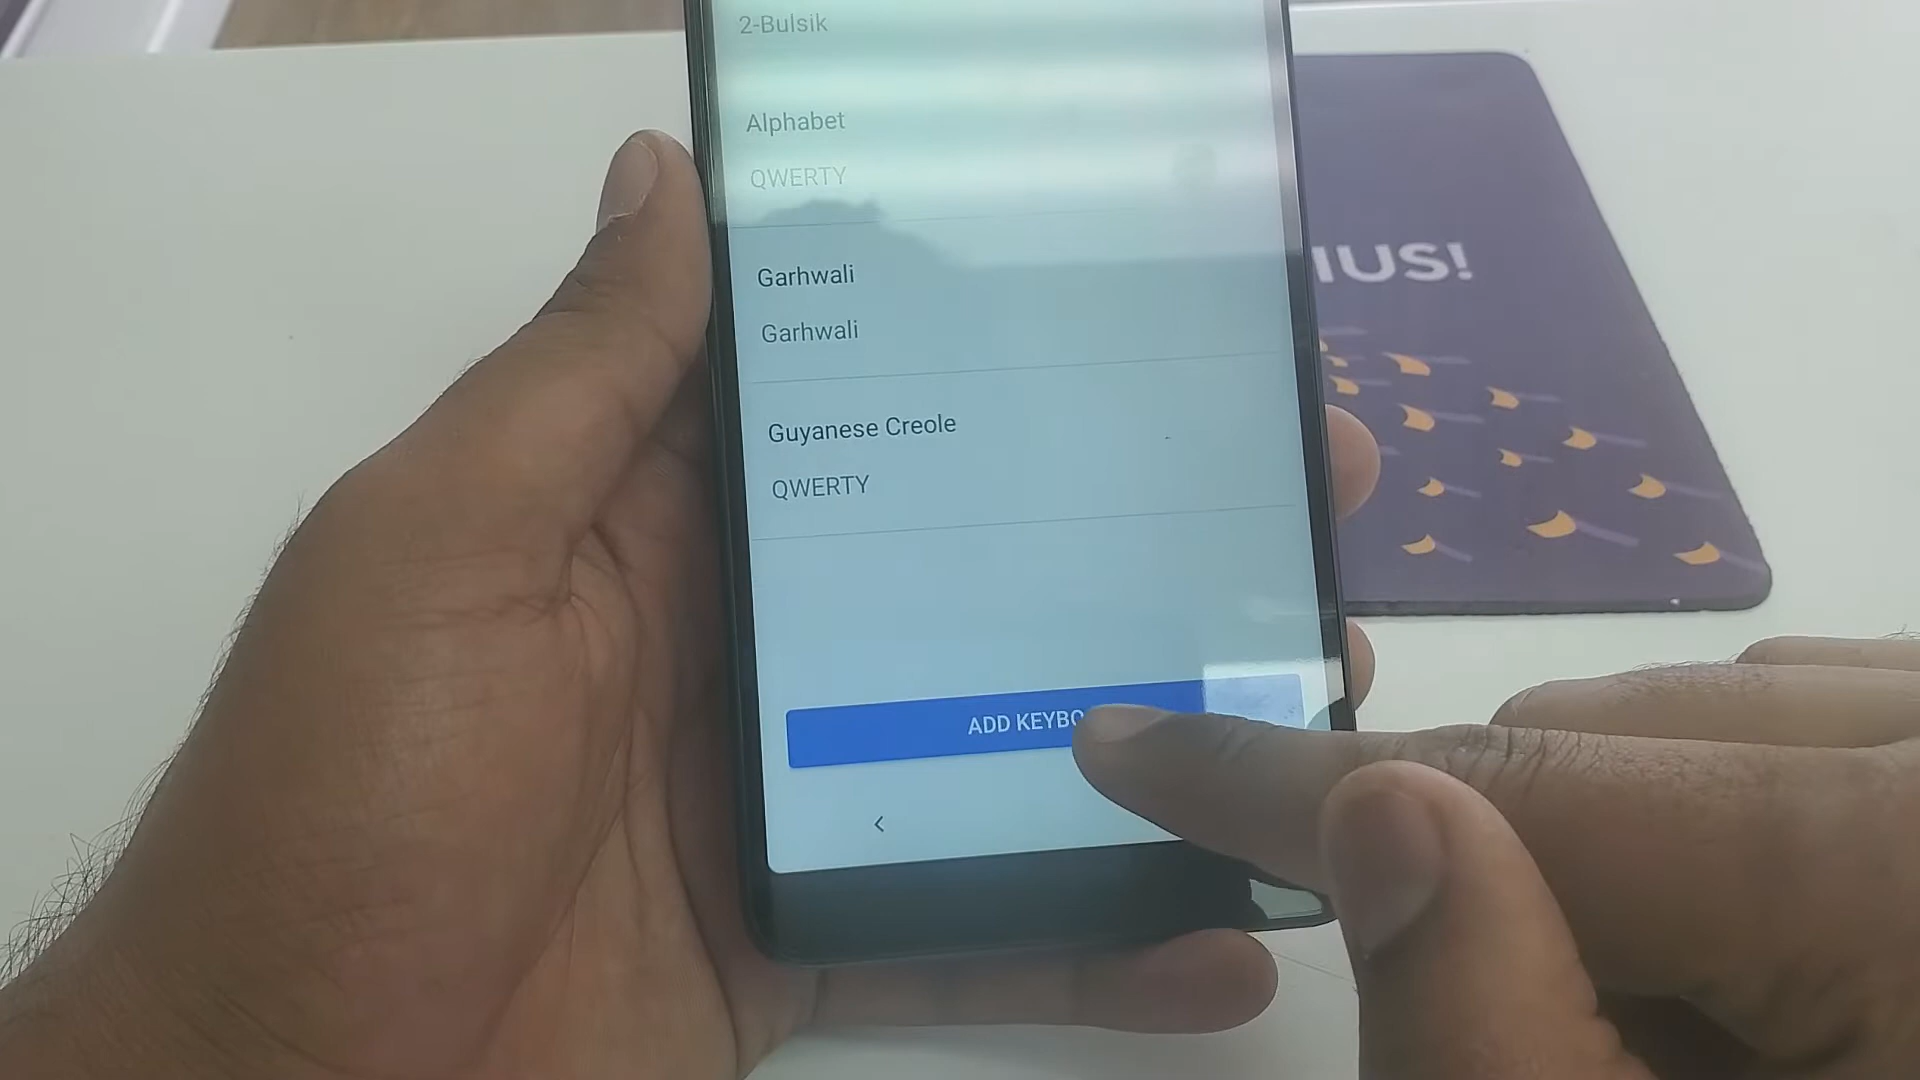 2-Bulsik
Alphabet
QWERTY
Garhwali
Garhwali
Guyanese Creole
QWERTY
ADD KEYBO
IUS!